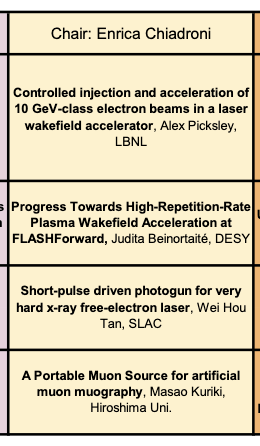 Chair: Enrica Chiadroni
Controlled injection and acceleration of
10 GeV-class electron beams in a laser
wakefield accelerator, Alex Picksley,
LBNL
Progress Towards High-Repetition-Rate
Plasma Wakefield Acceleration at
FLASHForward, Judita Beinortaité, DESY
Short-pulse driven photogun for very
hard x-ray free-electron laser, Wei Hou
Tan, SLAC
A Portable Muon Source for artificial
muon muography, Masao Kuriki,
Hiroshima Uni.